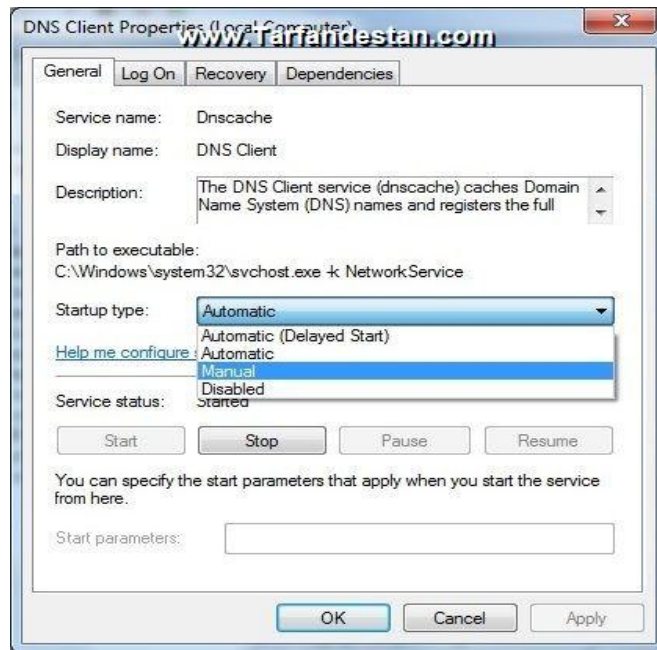 DNS Client Properties (Local Computer)
www.Tarfandestan.com
General Log On Recovery Dependencies
Service name: Dnscache
Display name: DNS Client
Description: The DNS Client service (dnscache) caches Domain
Name System (DNS) names and registers the full
Path to executable:
C:\Windows\system32\svchost.exe -k NetworkService
Startup type: Automatic
Automatic (Delayed Start)
Help me configure Automatic
Manual
Disabled
Service status: Started
Start Stop Pause Resume
You can specify the start parameters that apply when you start the service
from here.
Start parameters:
OK Cancel Apply